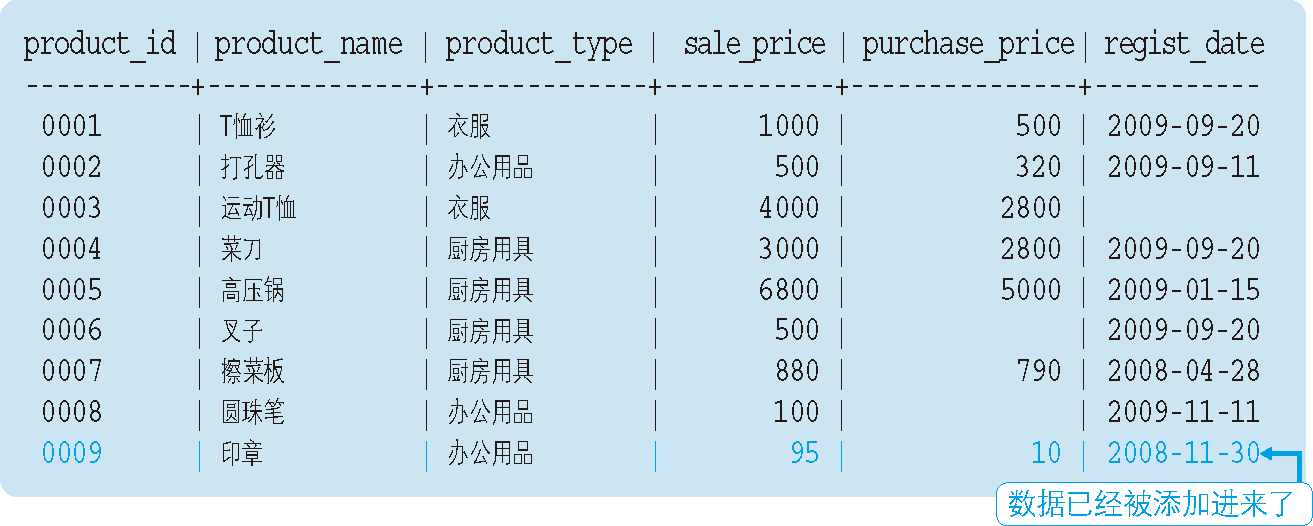 product_id | product_name | product_type | sale_price | purchase_price | regist_date
-----------+--------------+--------------+-----------+---------------+-----------
0001 | T恤衫 | 衣服 | 1000 | 500 | 2009-09-20
0002 | 打孔器 | 办公用品 | 500 | 320 | 2009-09-11
0003 | 运动T恤 | 衣服 | 4000 | 2800 |
0004 | 菜刀 | 厨房用具 | 3000 | 2800 | 2009-09-20
0005 | 高压锅 | 厨房用具 | 6800 | 5000 | 2009-01-15
0006 | 叉子 | 厨房用具 | 500 | | 2009-09-20
0007 | 擦菜板 | 厨房用具 | 880 | 790 | 2008-04-28
0008 | 圆珠笔 | 办公用品 | 100 | | 2009-11-11
0009 | 印章 | 办公用品 | 95 | 10 | 2008-11-30
数据已经被添加进来了